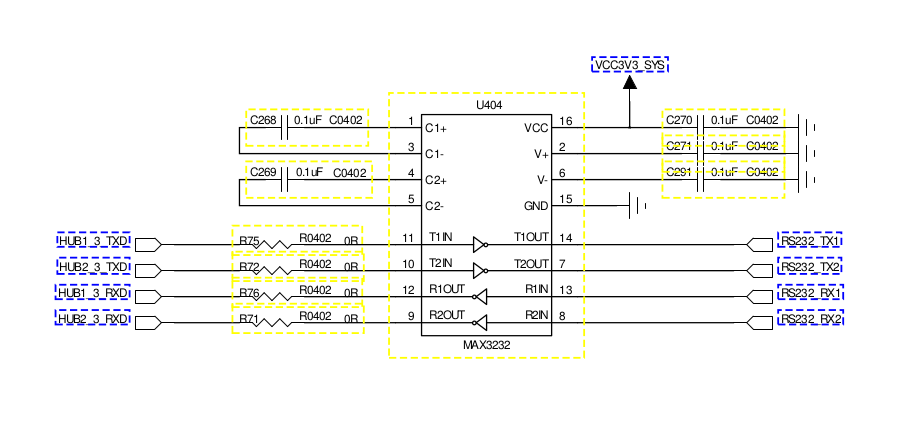 VCC3V3_SYS
U404
C268 0.1uF C0402 1 C1+ VCC 16 C270 0.1uF C0402
3 C1- V+ 2 C271 0.1uF C0402
C269 0.1uF C0402 4 C2+ V- 6 C291 0.1uF C0402
5 C2- GND 15
HUB1_3_TXD R75 R0402 0R 11 T1IN T1OUT 14 RS232_TX1
HUB2_3_TXD R72 R0402 0R 10 T2IN T2OUT 7 RS232_TX2
HUB1_3_RXD R76 R0402 0R 12 R1OUT R1IN 13 RS232_RX1
HUB2_3_RXD R71 R0402 0R 9 R2OUT R2IN 8 RS232_RX2
MAX3232